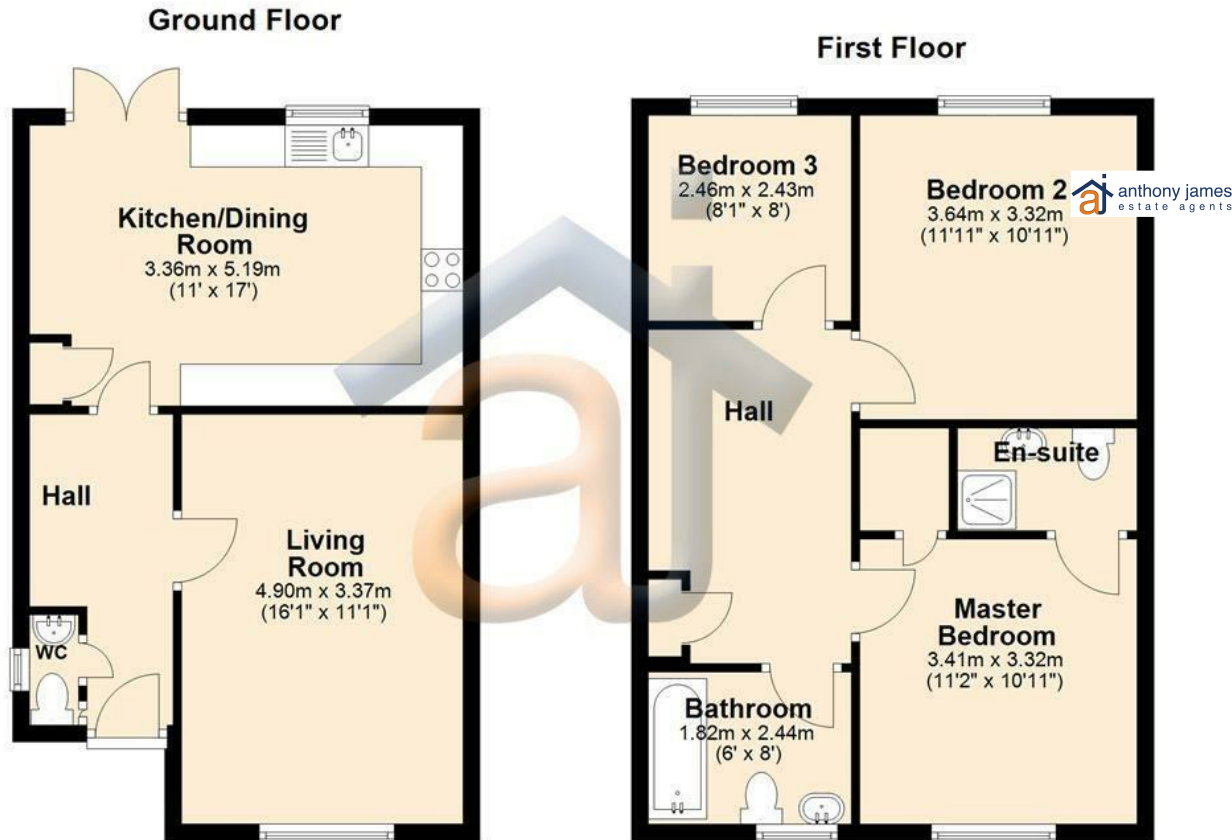 Ground Floor
Kitchen/Dining
Room
3.36m x 5.19m
(11' x 17')
Hall
Living
Room
4.90m x 3.37m
(16'1" x 11'1")
WC
First Floor
Bedroom 3
2.46m x 2.43m
(8'1" x 8')
Bedroom 2
3.64m x 3.32m
(11'11" x 10'11")
aj anthony james
estate agents
Hall
En-suite
Master
Bedroom
3.41m x 3.32m
(11'2" x 10'11")
Bathroom
1.82m x 2.44m
(6' x 8')
aj